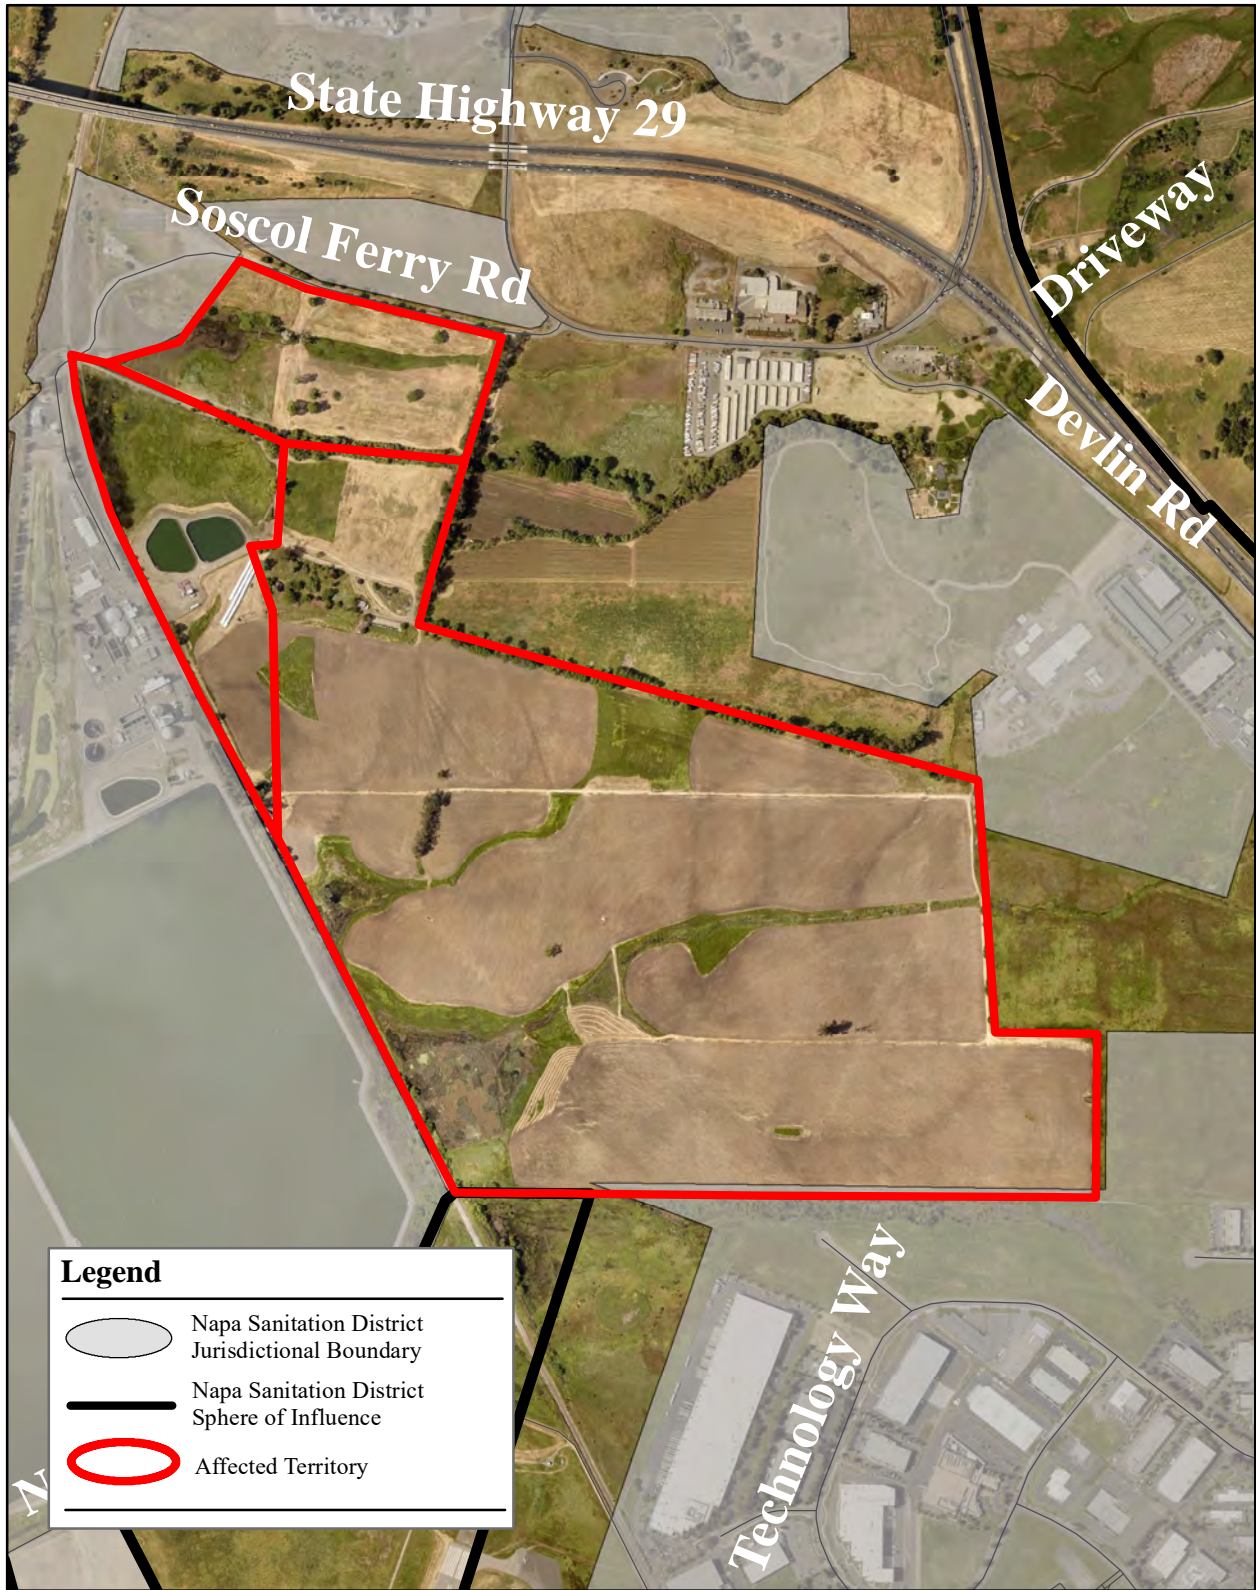 State Highway 29
Soscol Ferry Rd
Driveway
Devlin Rd
Technology Way
Legend
Napa Sanitation District
Jurisdictional Boundary
Napa Sanitation District
Sphere of Influence
Affected Territory